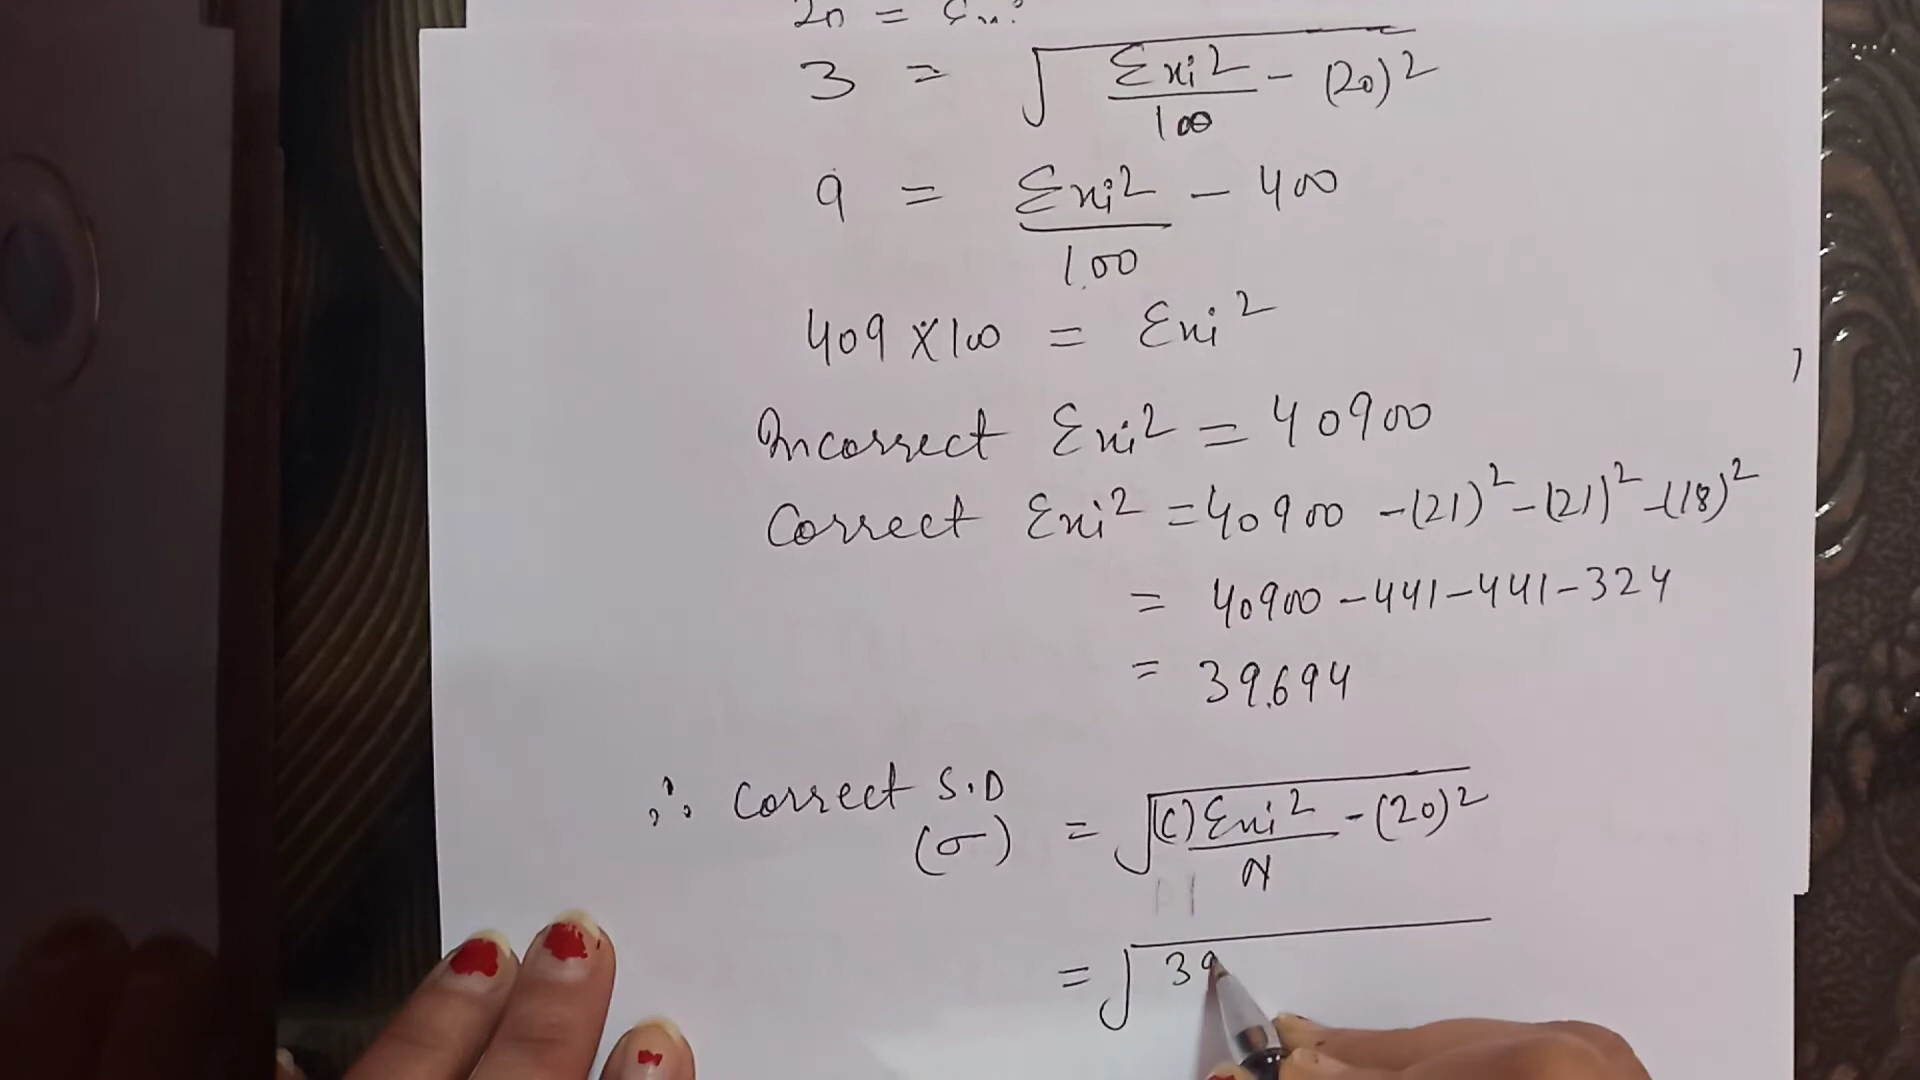 20 =
3 = √ Σxi² / 100 - (20)²
9 = Σxi² / 100 - 400
409 × 100 = Σxi²
Incorrect Σxi² = 40900
Correct Σxi² = 40900 - (21)² - (21)² - (18)²
= 40900 - 441 - 441 - 324
= 39694
∴ Correct S.D (σ) = √ (C) Σxi² / N - (20)²
= √ 39